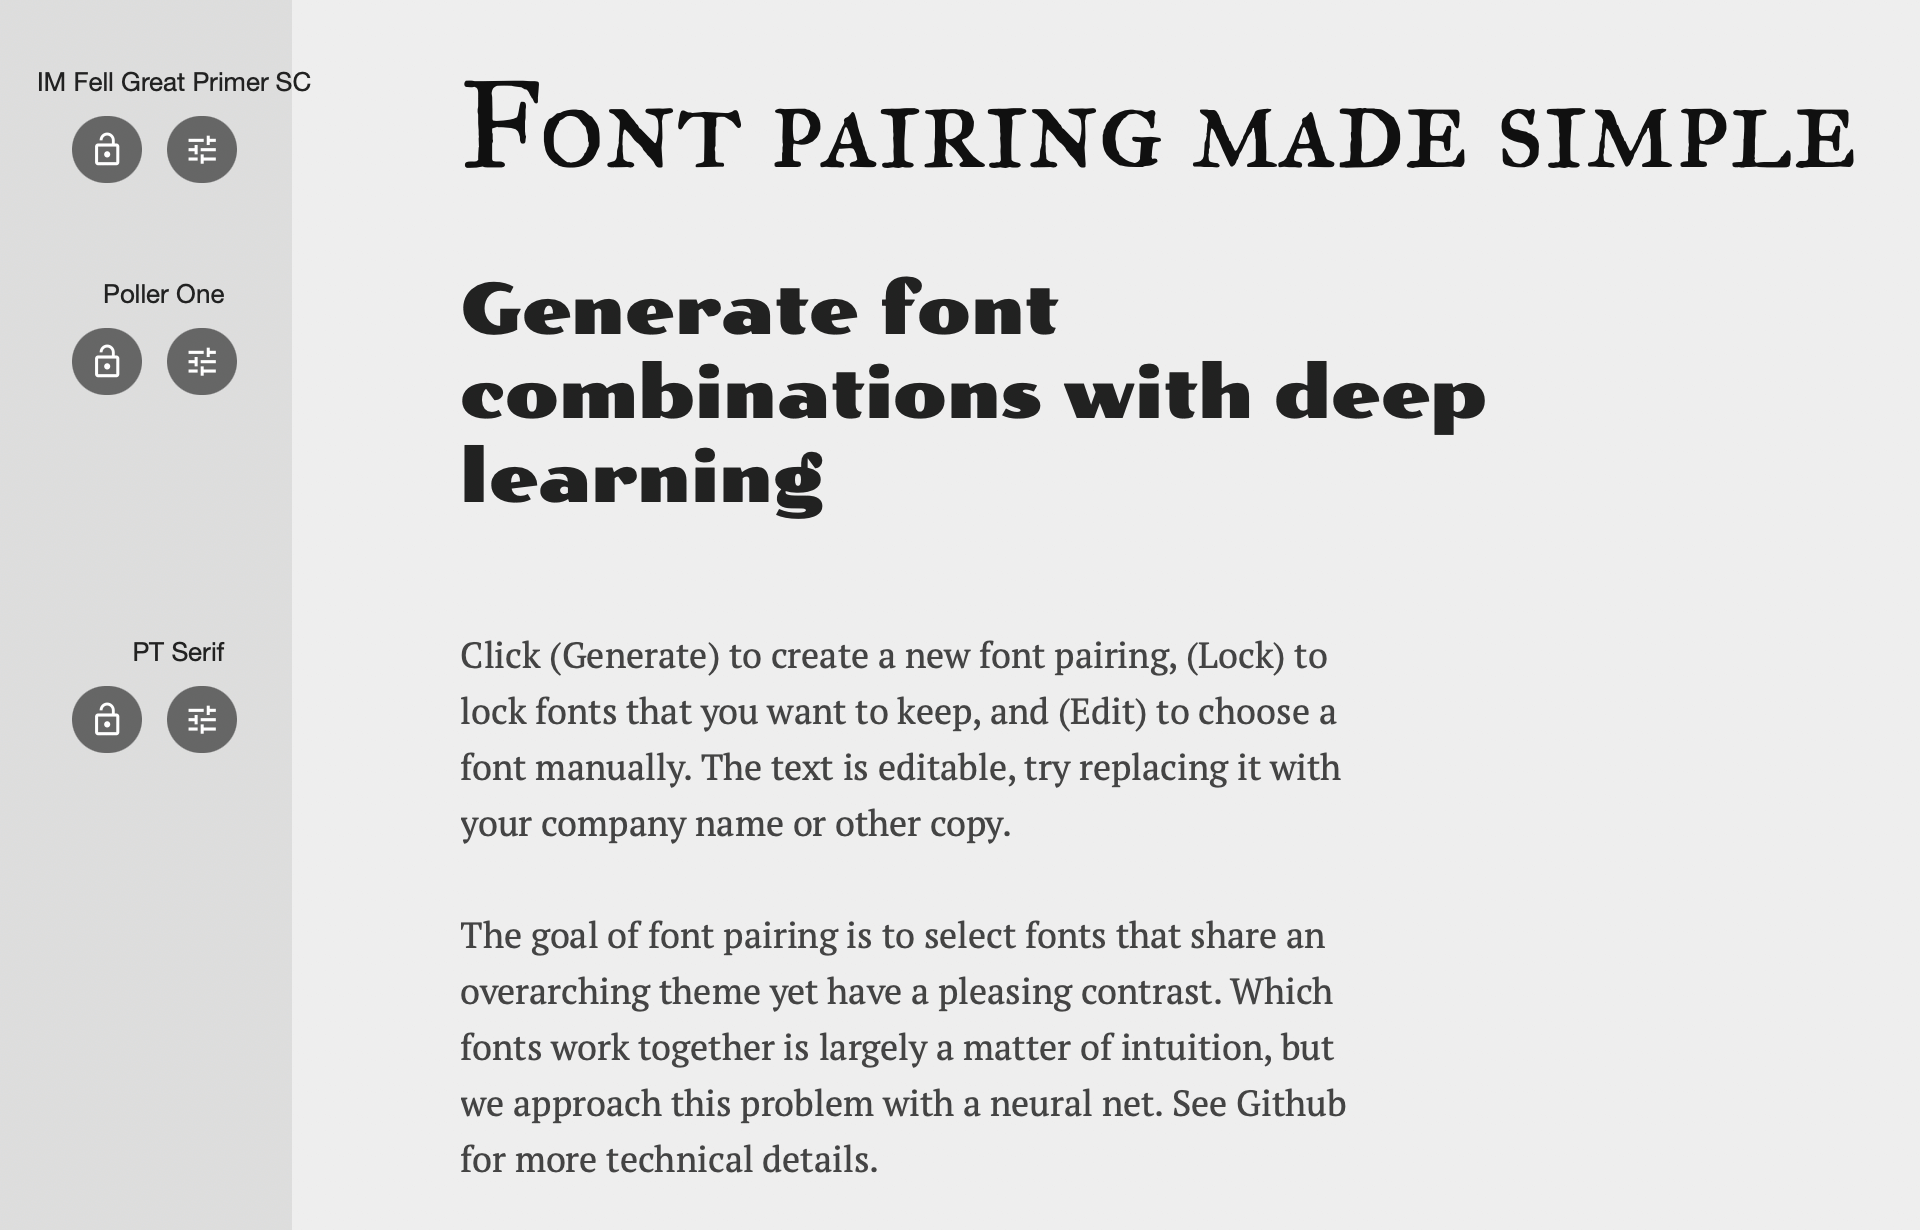 IM Fell Great Primer SC
Font pairing made simple
Poller One
Generate font
combinations with deep
learning
PT Serif
Click (Generate) to create a new font pairing, (Lock) to
lock fonts that you want to keep, and (Edit) to choose a
font manually. The text is editable, try replacing it with
your company name or other copy.
The goal of font pairing is to select fonts that share an
overarching theme yet have a pleasing contrast. Which
fonts work together is largely a matter of intuition, but
we approach this problem with a neural net. See Github
for more technical details.